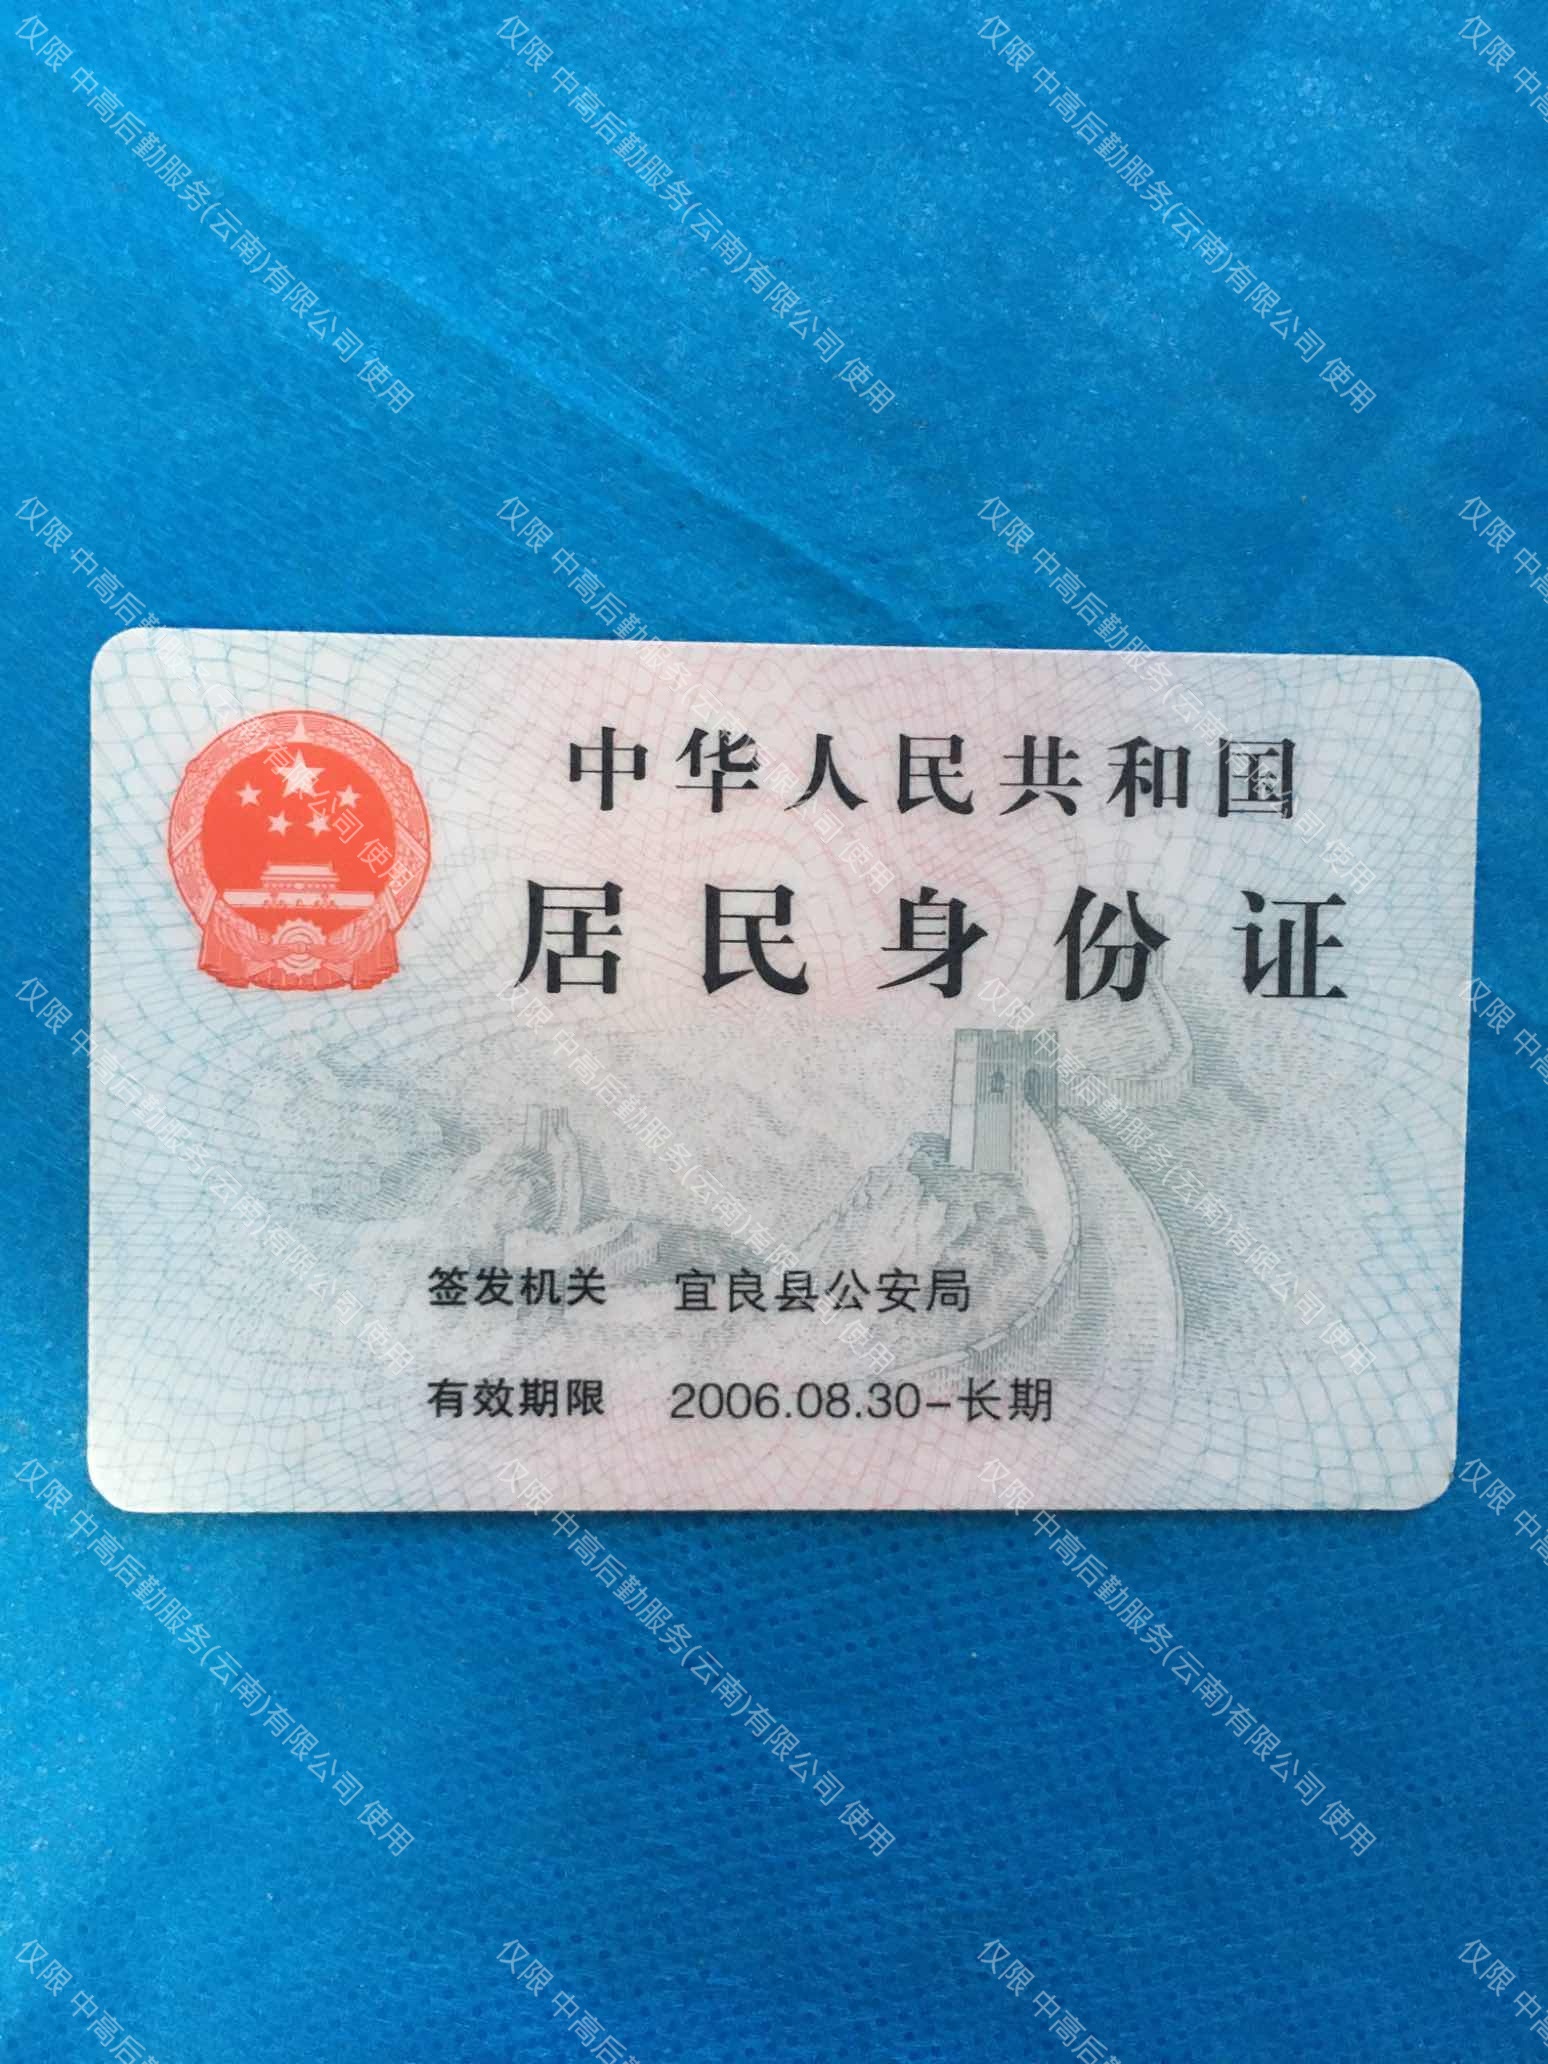 中华人民共和国
居民身份证
签发机关 宜良县公安局
有效期限 2006.08.30-长期
仅限 中高后勤服务(云南)有限公司 使用